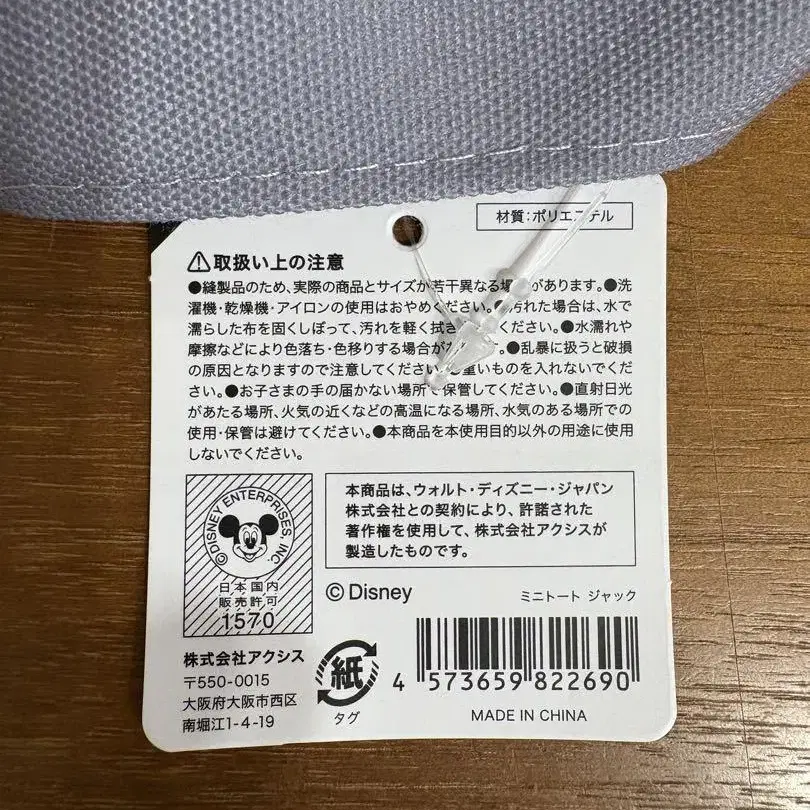 材質:ポリエステル
取扱い上の注意
●縫製品のため、実際の商品とサイズが若干異なる場合があります。●洗
濯機・乾燥機・アイロンの使用はおやめください。●汚れた場合は、水で
濡らした布を固くしぼって、汚れを軽く拭き ください。●水濡れや
摩擦などにより色落ち・色移りする場合があります。●乱暴に扱うと破損
の原因となりますので注意してください。●重いものを入れないでくだ
さい。●お子さまの手の届かない場所で保管してください。●直射日光
があたる場所、火気の近くなどの高温になる場所、水気のある場所での
使用・保管は避けてください。●本商品を本使用目的以外の用途に使用
しないでください。
©DISNEY ENTERPRISES, INC.
日本国内
販売許可
1570
本商品は、ウォルト・ディズニー・ジャパン
株式会社との契約により、許諾された
著作権を使用して、株式会社アクシスが
製造したものです。
©Disney
ミニトート ジャック
株式会社アクシス
〒550-0015
大阪府大阪市西区
南堀江1-4-19
紙
タグ
4 573659 822690
MADE IN CHINA